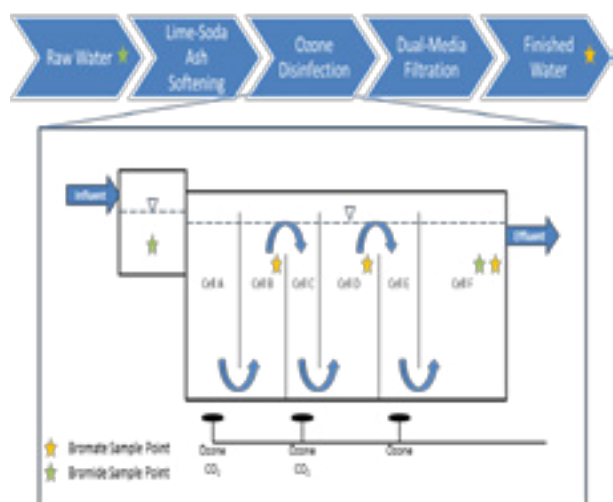 Raw Water
Lime-Soda
Ash
Softening
Ozone
Disinfection
Dual-Media
Filtration
Finished
Water
Influent
Effluent
Cell A
Cell B
Cell C
Cell D
Cell E
Cell F
Bromate Sample Point
Bromide Sample Point
Ozone
CO₂
Ozone
CO₂
Ozone